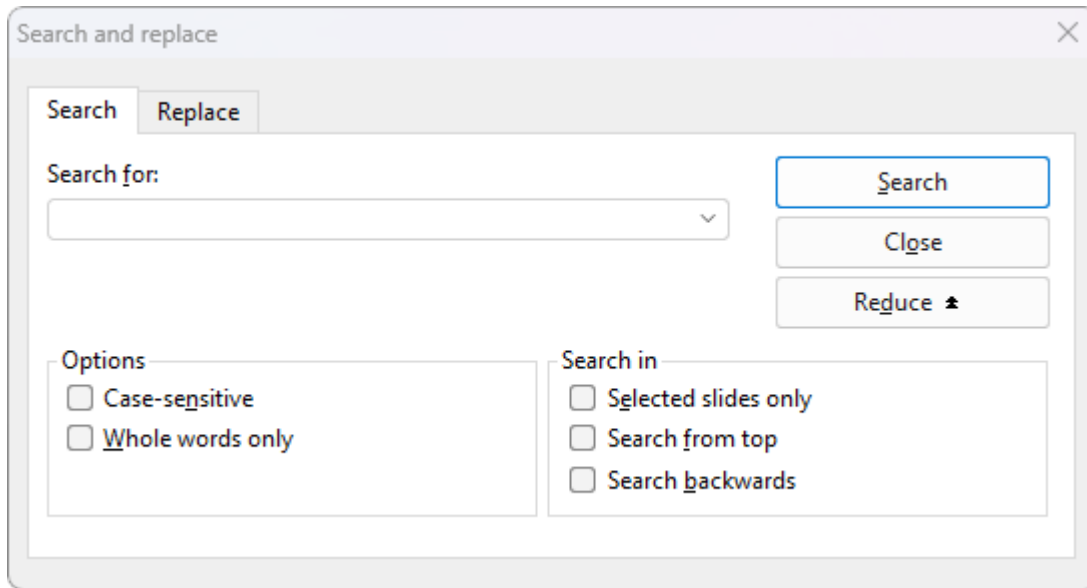 Search and replace
Search Replace
Search for:
Search
Close
Reduce
Options
Case-sensitive
Whole words only
Search in
Selected slides only
Search from top
Search backwards